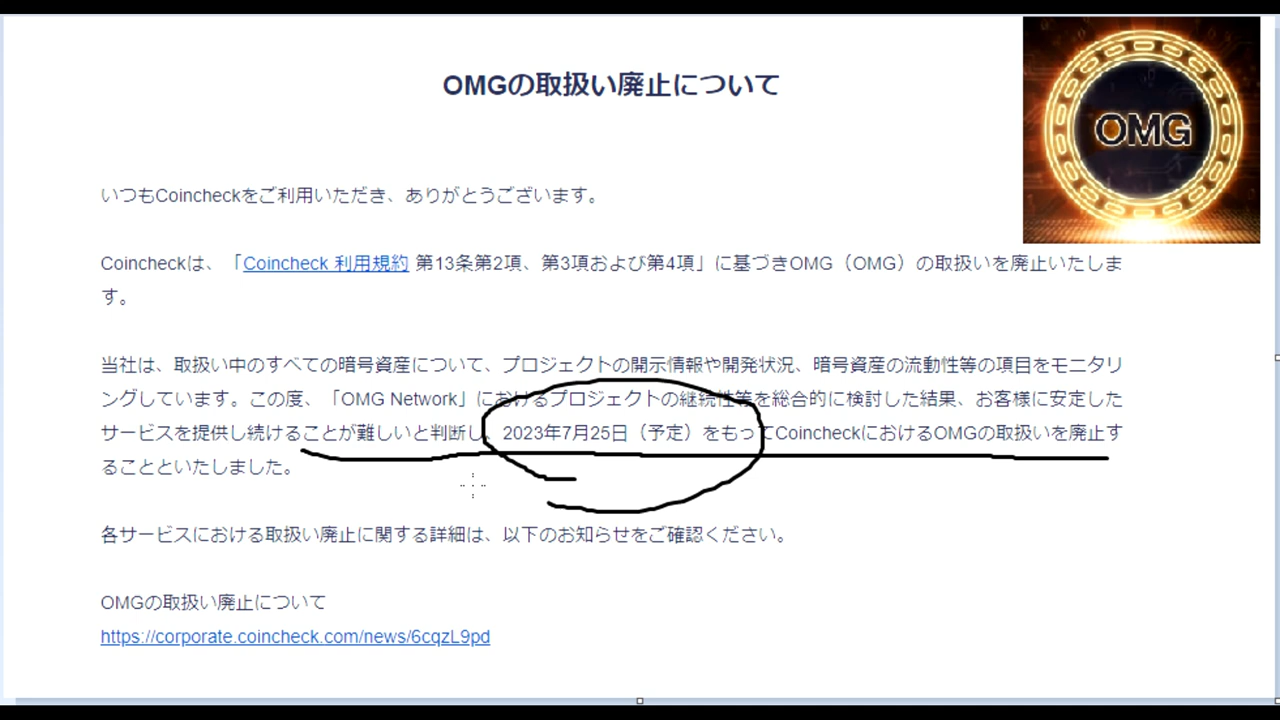 OMGの取扱い廃止について
OMG
いつもCoincheckをご利用いただき、ありがとうございます。
Coincheckは、「Coincheck 利用規約 第13条第2項、第3項および第4項」に基づきOMG（OMG）の取扱いを廃止いたしま
す。
当社は、取扱い中のすべての暗号資産について、プロジェクトの開示情報や開発状況、暗号資産の流動性等の項目をモニタリ
ングしています。この度、「OMG Network」におけるプロジェクトの継続性等を総合的に検討した結果、お客様に安定した
サービスを提供し続けることが難しいと判断し、2023年7月25日（予定）をもってCoincheckにおけるOMGの取扱いを廃止す
ることといたしました。
各サービスにおける取扱い廃止に関する詳細は、以下のお知らせをご確認ください。
OMGの取扱い廃止について
https://corporate.coincheck.com/news/6cqzL9pd